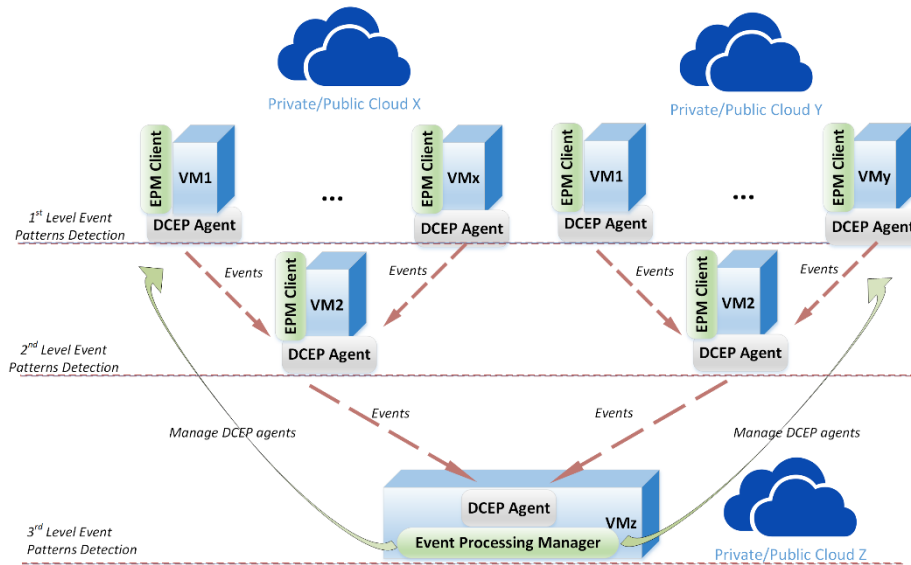 Private/Public Cloud X
Private/Public Cloud Y
EPM Client
VM1
DCEP Agent
...
EPM Client
VMx
DCEP Agent
EPM Client
VM1
DCEP Agent
...
EPM Client
VMy
DCEP Agent
1st Level Event
Patterns Detection
Events
Events
Events
Events
EPM Client
VM2
DCEP Agent
EPM Client
VM2
DCEP Agent
2nd Level Event
Patterns Detection
Events
Events
Manage DCEP agents
Manage DCEP agents
DCEP Agent
VMz
Event Processing Manager
3rd Level Event
Patterns Detection
Private/Public Cloud Z